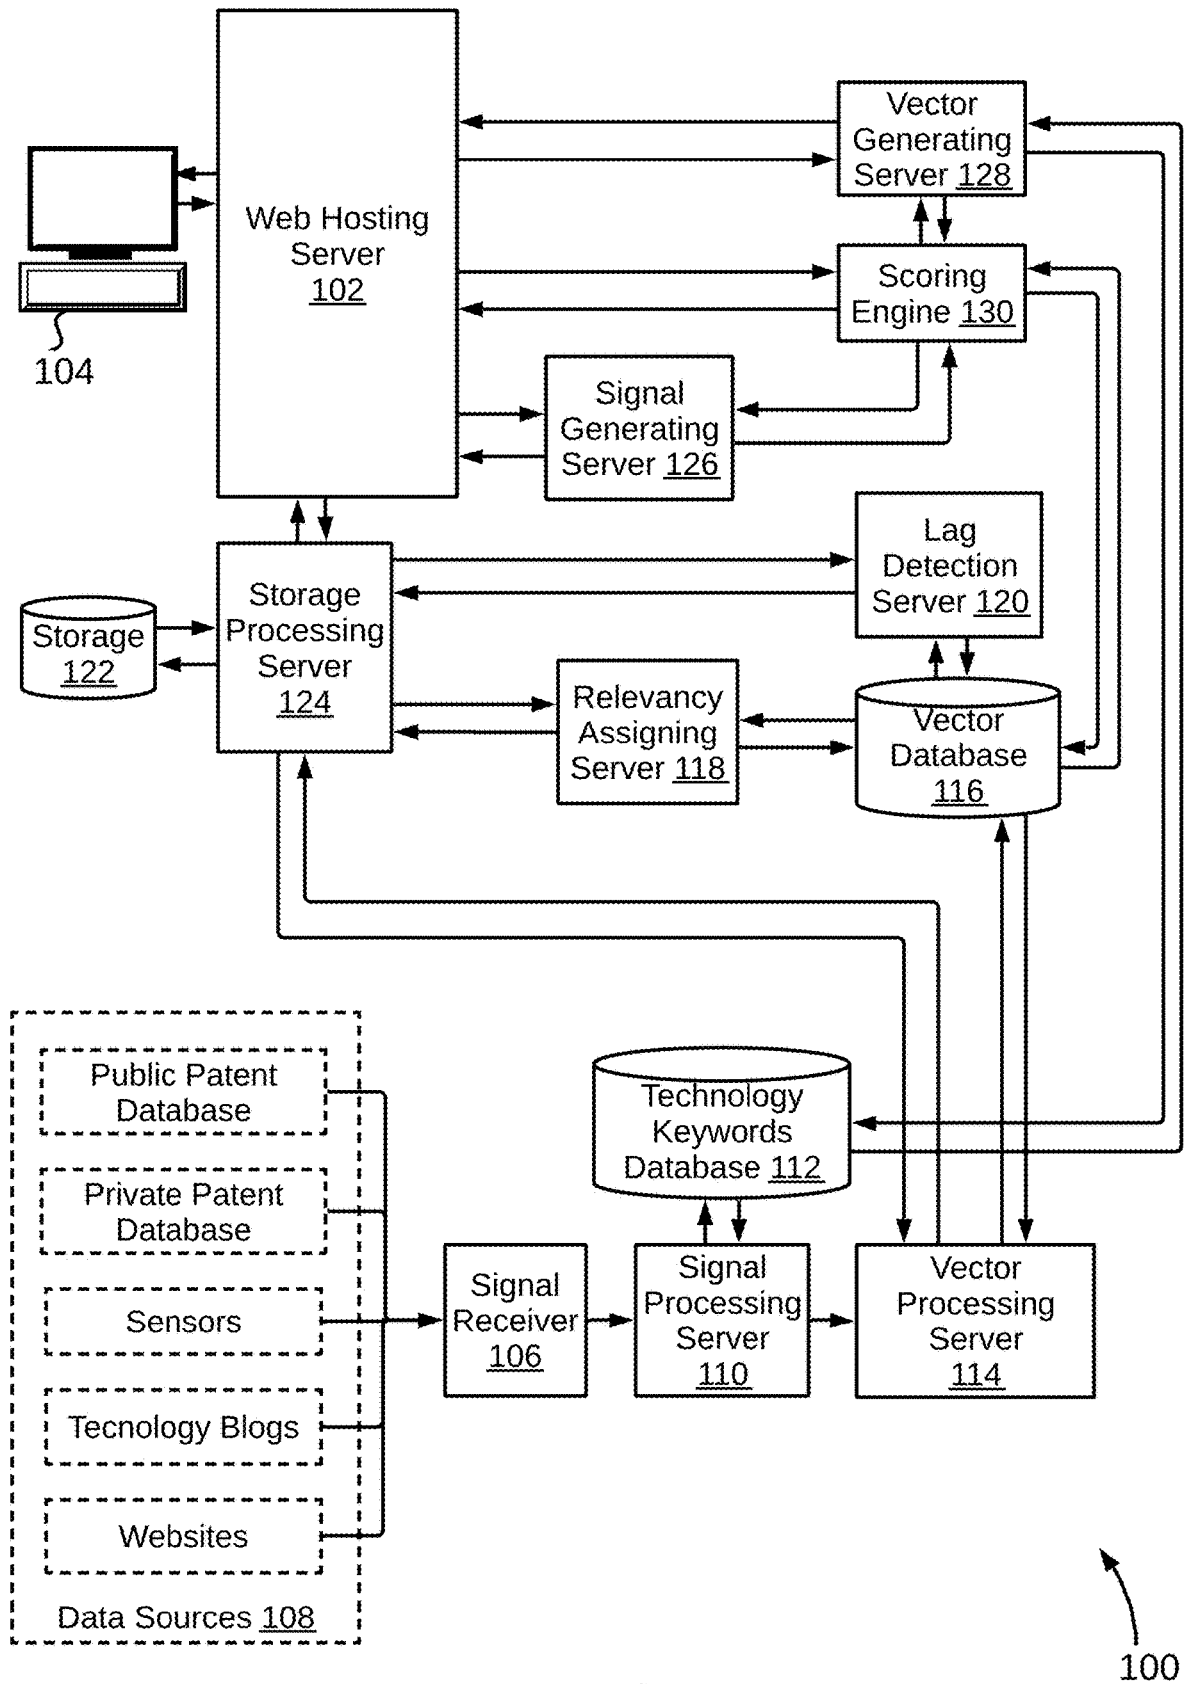 Vector
Generating
Server 128
Web Hosting
Server
102
Scoring
Engine 130
104
Signal
Generating
Server 126
Lag
Detection
Server 120
Storage
Processing
Server
124
Storage
122
Relevancy
Assigning
Server 118
Vector
Database
116
Public Patent
Database
Technology
Keywords
Database 112
Private Patent
Database
Signal
Receiver
106
Signal
Processing
Server
110
Vector
Processing
Server
114
Sensors
Tecnology Blogs
Websites
Data Sources 108
100